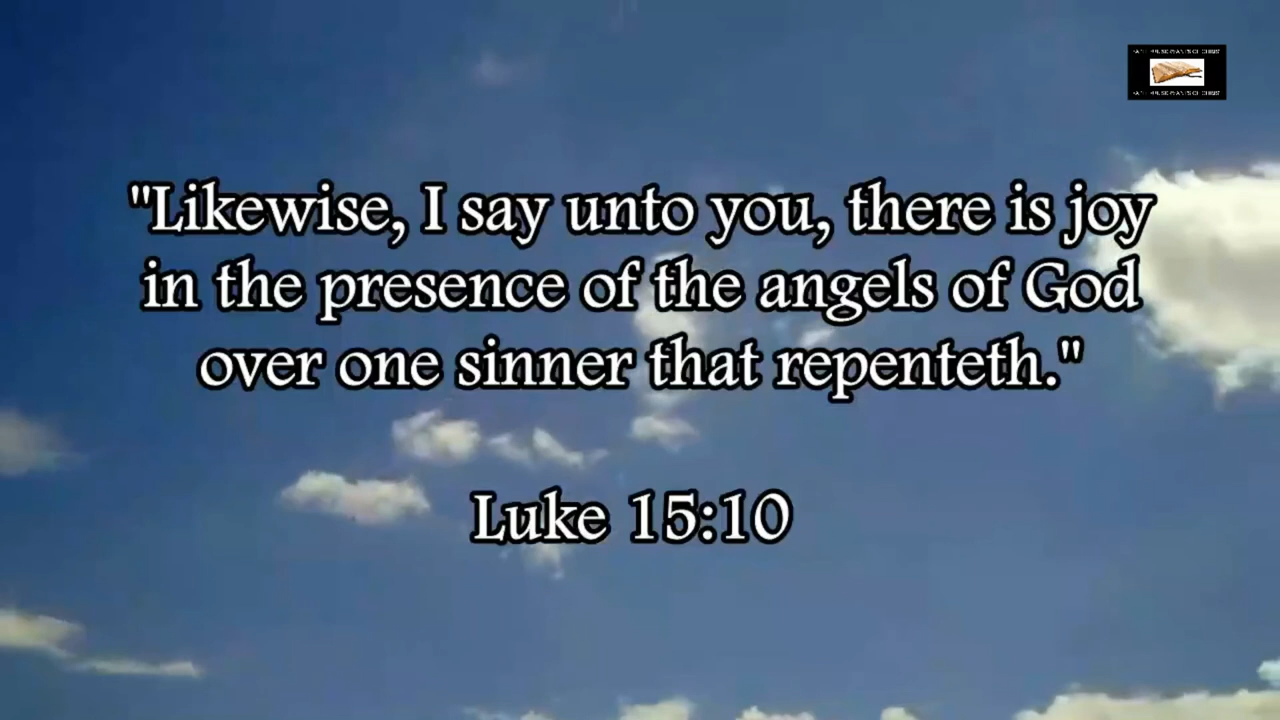 "Likewise, I say unto you, there is joy
in the presence of the angels of God
over one sinner that repenteth."
Luke 15:10